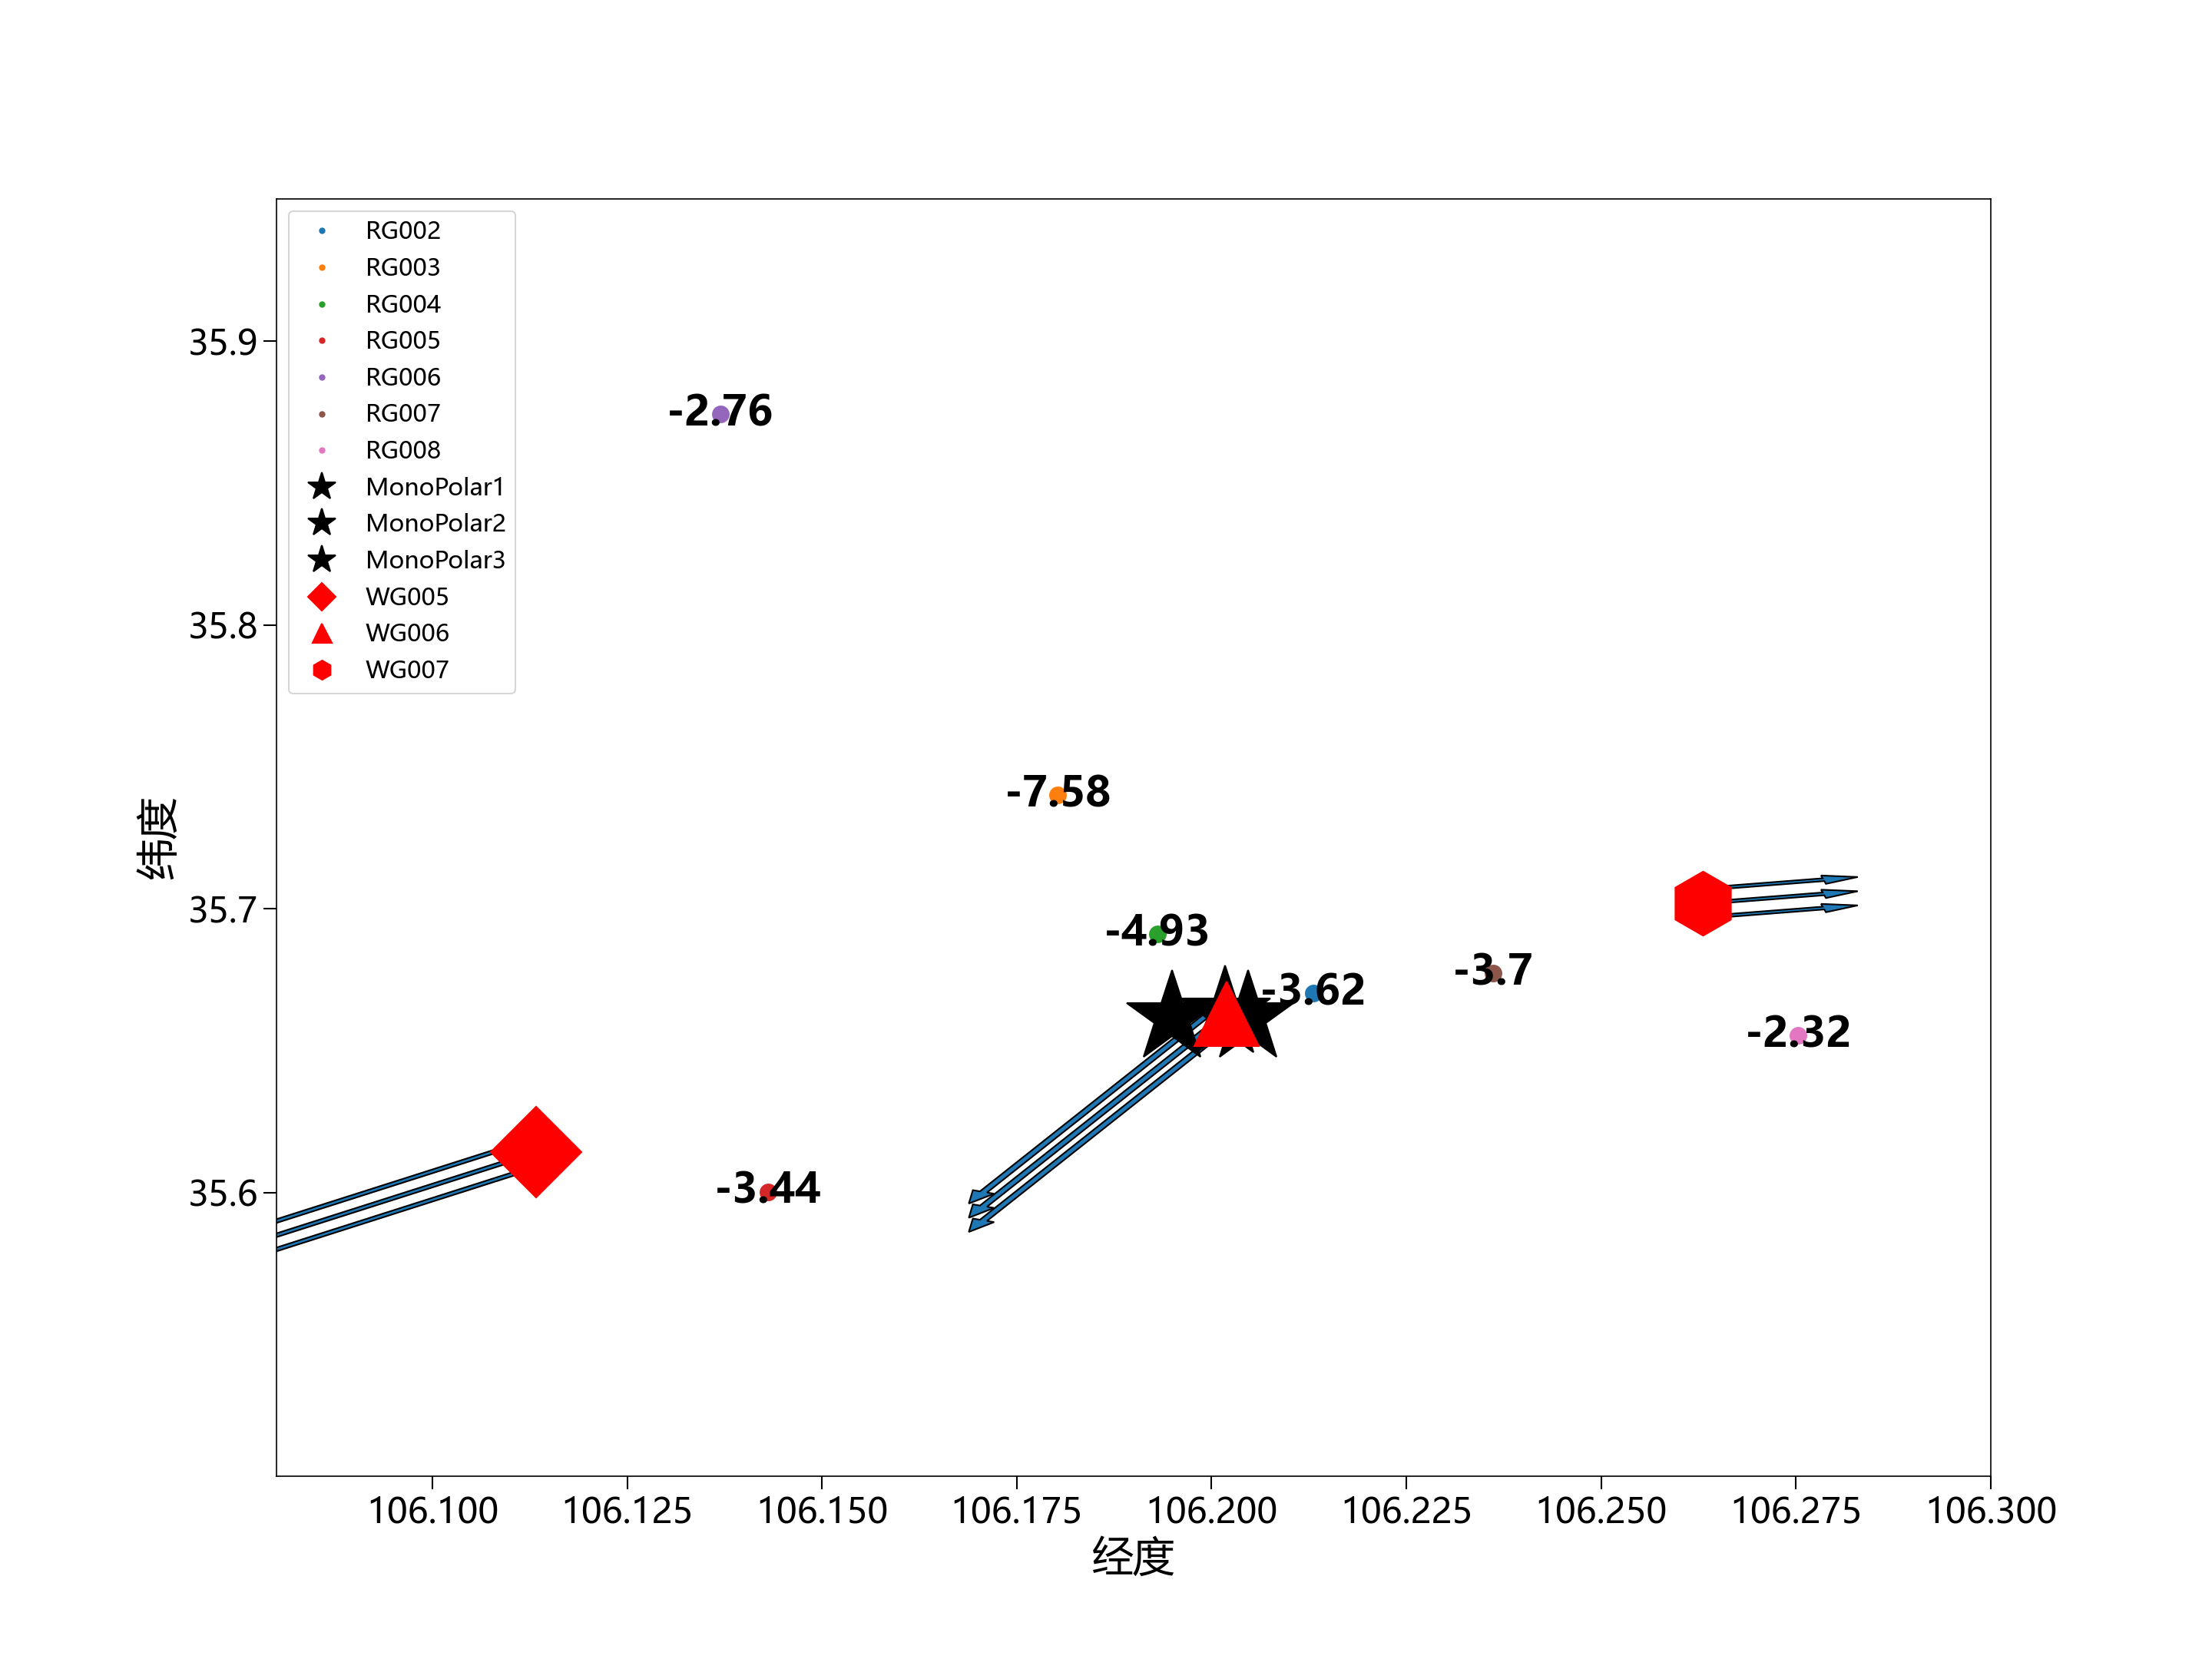 RG002
RG003
RG004
RG005
RG006
RG007
RG008
MonoPolar1
MonoPolar2
MonoPolar3
WG005
WG006
WG007
35.9
35.8
35.7
35.6
纬度
-2.76
-7.58
-4.93
-3.7
-3.62
-2.32
-3.44
106.100
106.125
106.150
106.175
106.200
106.225
106.250
106.275
106.300
经度